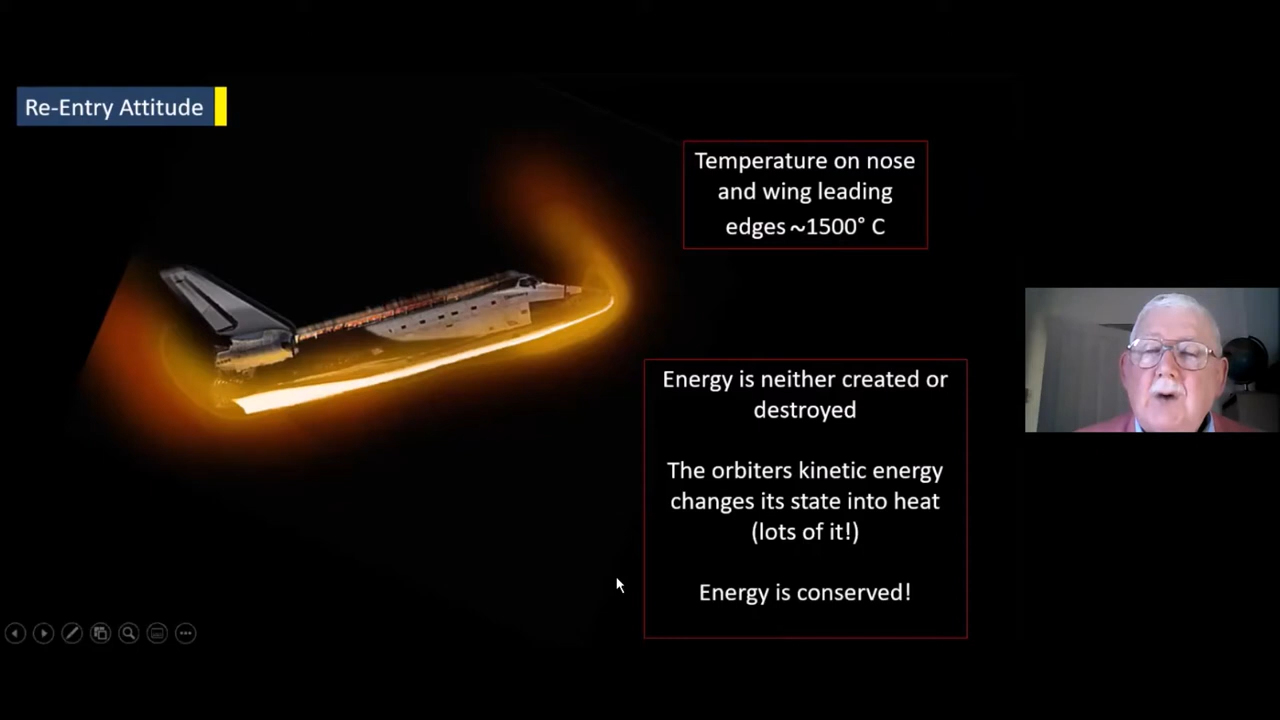 Re-Entry Attitude
Temperature on nose
and wing leading
edges ~1500° C
Energy is neither created or
destroyed
The orbiters kinetic energy
changes its state into heat
(lots of it!)
Energy is conserved!